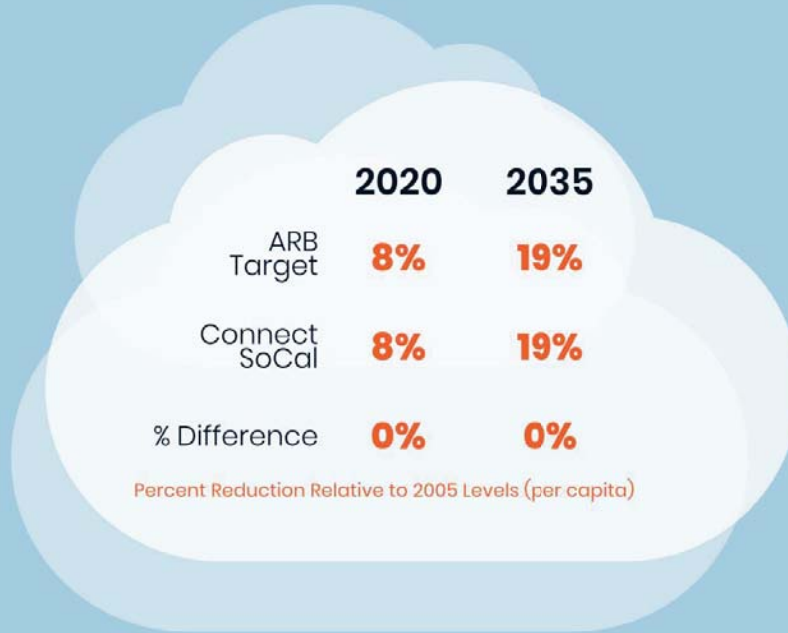 2020 2035
ARB
Target 8% 19%
Connect
SoCal 8% 19%
% Difference 0% 0%
Percent Reduction Relative to 2005 Levels (per capita)